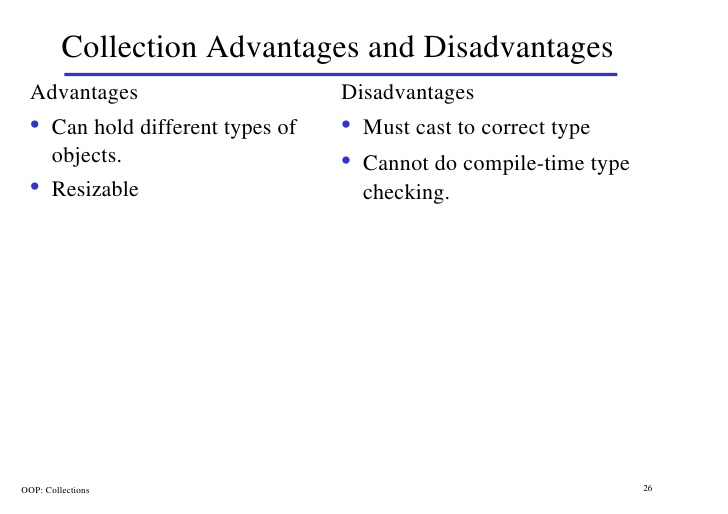 Collection Advantages and Disadvantages
Advantages
• Can hold different types of
objects.
• Resizable
Disadvantages
• Must cast to correct type
• Cannot do compile-time type
checking.
OOP: Collections
26